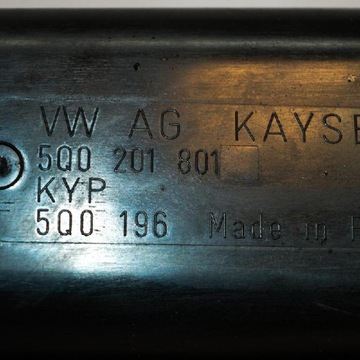 VW AG KAYSE
5Q0 201 801
KYP
5Q0 196 Made in